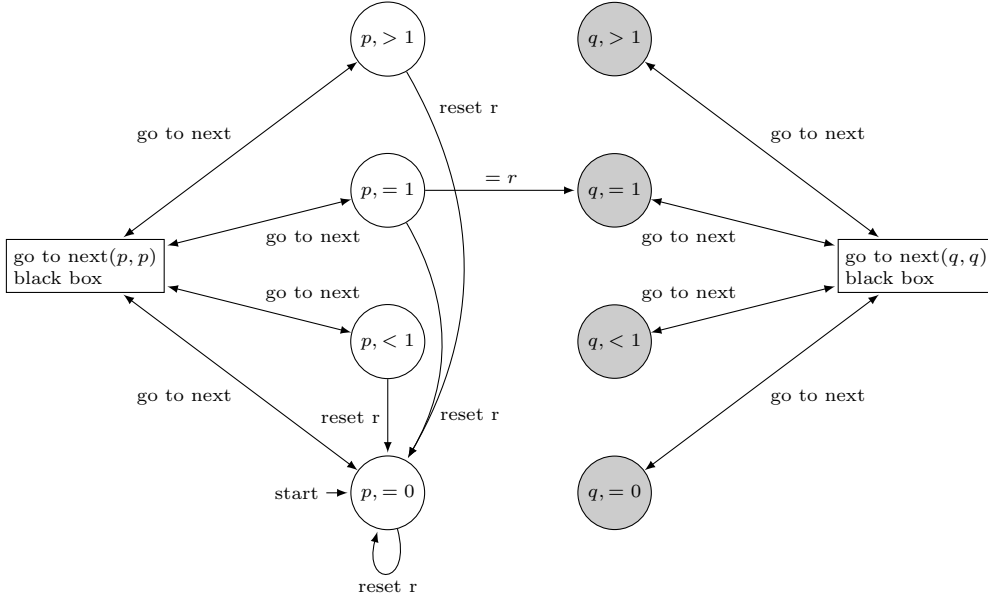 p, > 1
q, > 1
reset r
go to next
go to next
= r
p, = 1
q, = 1
go to next
go to next
go to next(p, p)
black box
go to next(q, q)
black box
go to next
go to next
p, < 1
q, < 1
go to next
go to next
reset r
reset r
start
p, = 0
q, = 0
reset r